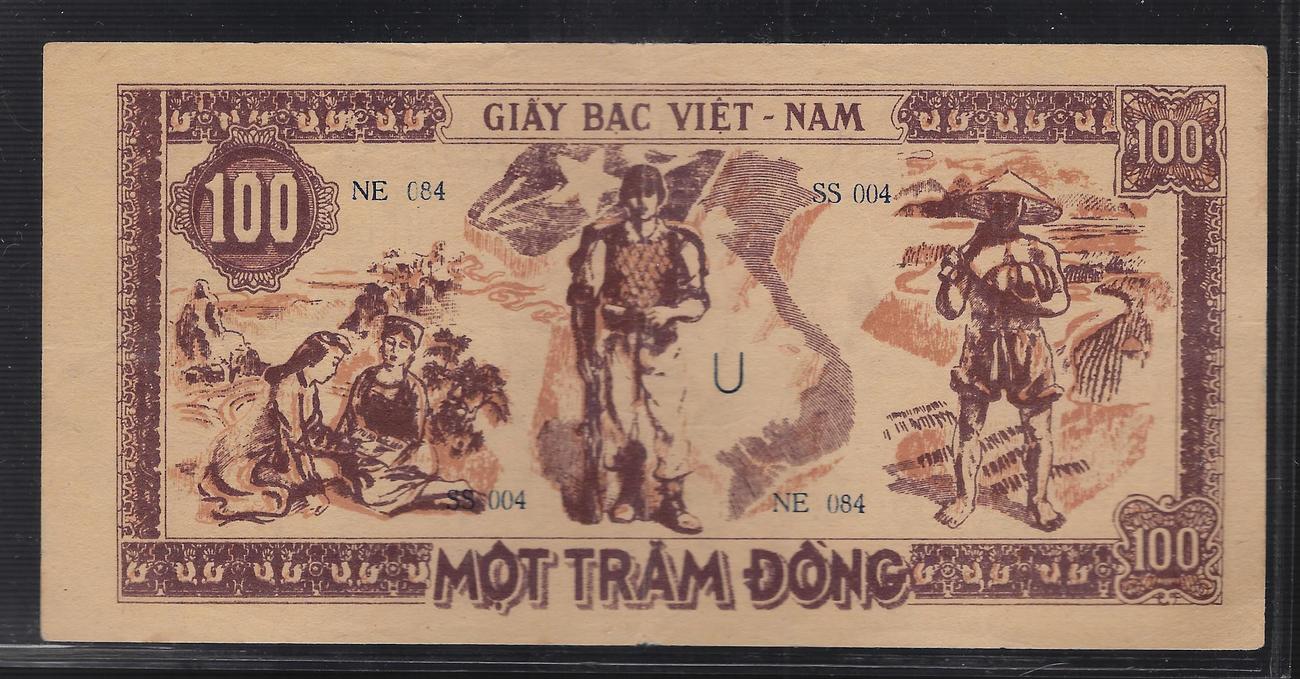 GIẤY BẠC VIỆT-NAM
100
100
NE 084
SS 004
U
SS 004
NE 084
MỘT TRĂM ĐỒNG
100